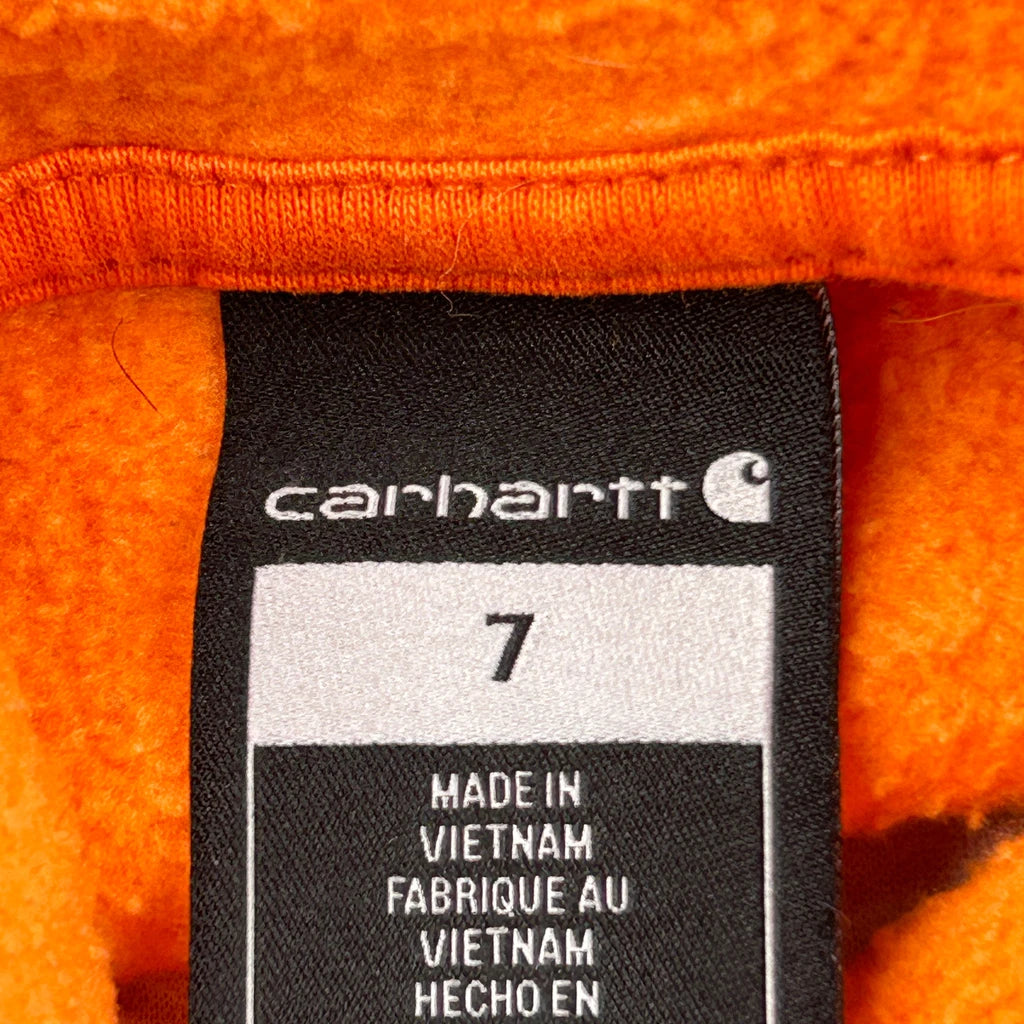 carhartt
7
MADE IN
VIETNAM
FABRIQUE AU
VIETNAM
HECHO EN